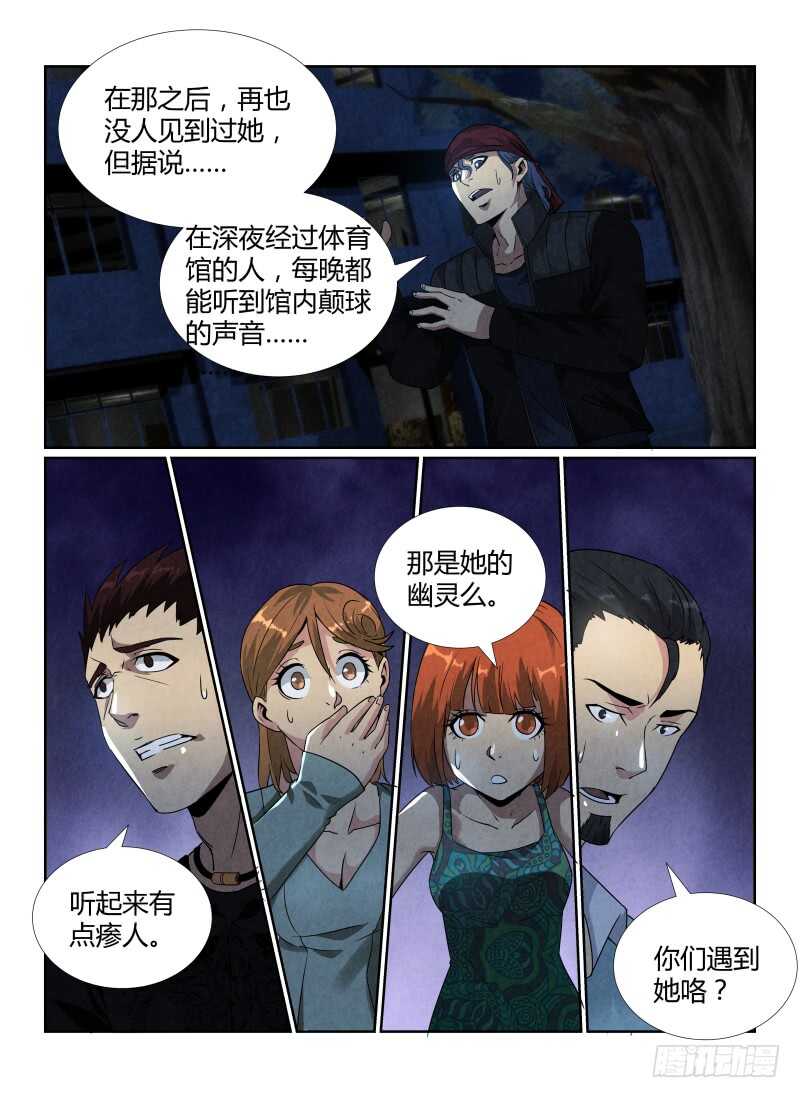 在那之后，再也
没人见到过她，
但据说……
在深夜经过体育
馆的人，每晚都
能听到馆内颠球
的声音……
那是她的
幽灵么。
听起来有
点瘆人。
你们遇到
她咯？
腾讯动漫